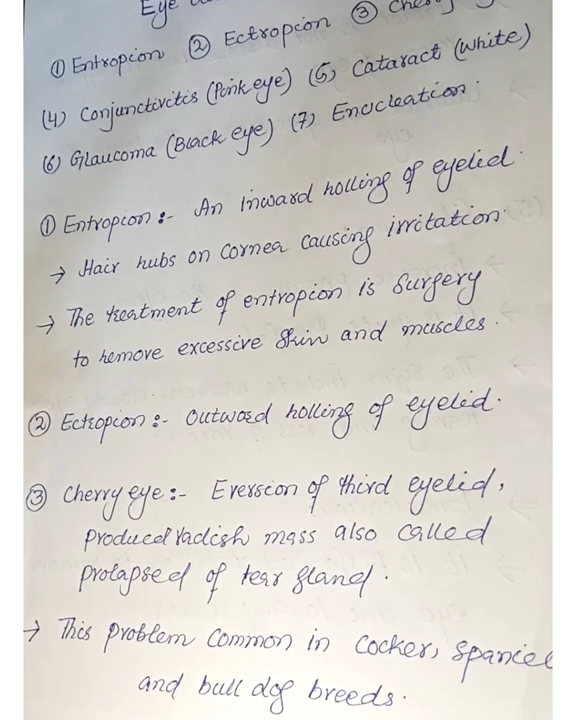 Eye
① Entropion ② Ectropion ③ Cherry
(4) Conjunctivitis (Pink eye) (5) Cataract (White)
(6) Glaucoma (Black eye) (7) Enucleation.
① Entropion :- An inward rolling of eyelid.
→ Hair rubs on cornea causing irritation.
→ The treatment of entropion is surgery
to remove excessive skin and muscles.
② Ectropion :- Outward rolling of eyelid.
③ Cherry eye :- Eversion of third eyelid,
Produced radish mass also called
prolapsed of tear gland.
→ This problem common in cocker, spaniel
and bull dog breeds.